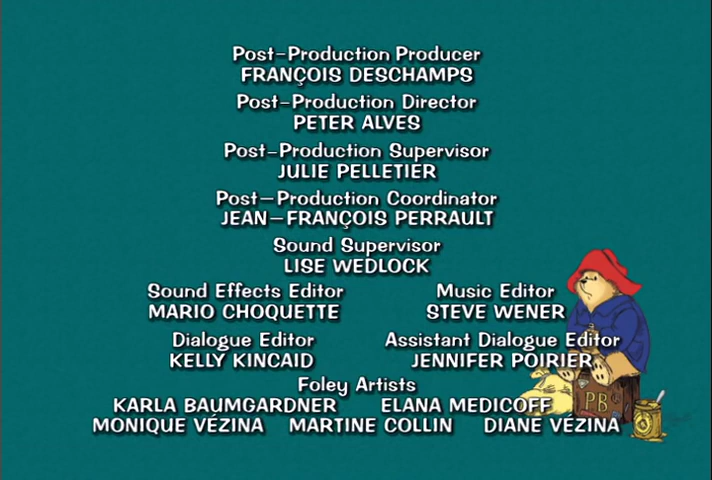 Post-Production Producer
FRANÇOIS DESCHAMPS
Post-Production Director
PETER ALVES
Post-Production Supervisor
JULIE PELLETIER
Post-Production Coordinator
JEAN-FRANÇOIS PERRAULT
Sound Supervisor
LISE WEDLOCK
Sound Effects Editor Music Editor
MARIO CHOQUETTE STEVE WENER
Dialogue Editor Assistant Dialogue Editor
KELLY KINCAID JENNIFER POIRIER
Foley Artists
KARLA BAUMGARDNER ELANA MEDICOFF
MONIQUE VÉZINA MARTINE COLLIN DIANE VÉZINA
PB